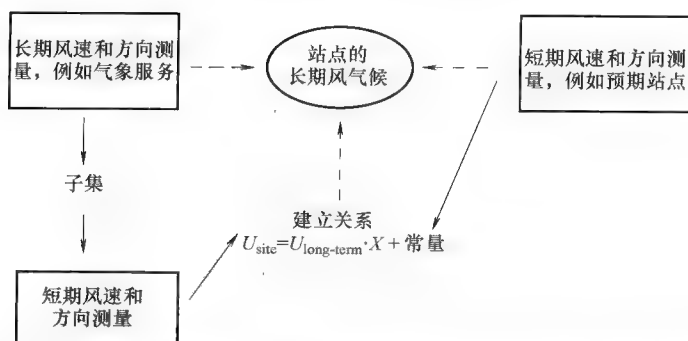 长期风速和方向测
量，例如气象服务
站点的
长期风气候
短期风速和方向测
量，例如预期站点
子集
建立关系
U_site=U_long-term·X+常量
短期风速和
方向测量